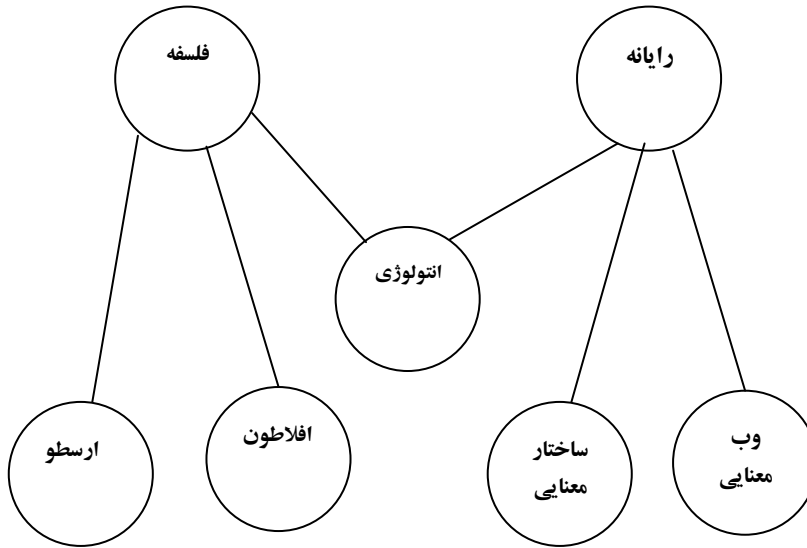 رایانه
فلسفه
انتولوژی
وب
معنایی
ساختار
معنایی
افلاطون
ارسطو